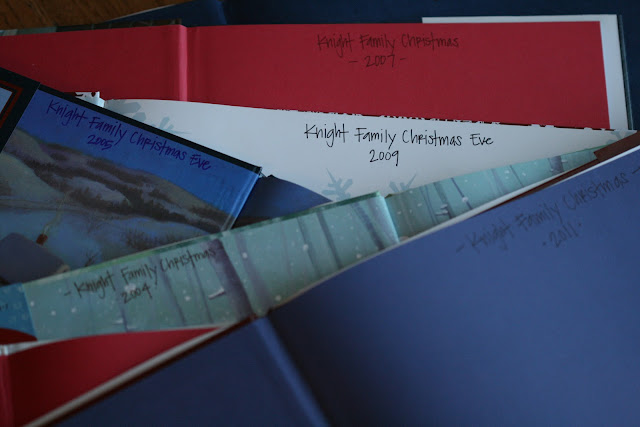 Knight Family Christmas
- 2007 -
Knight Family Christmas Eve
2009
Knight Family Christmas Eve
2005
- Knight Family Christmas -
. 2011 .
- Knight Family Christmas
2004